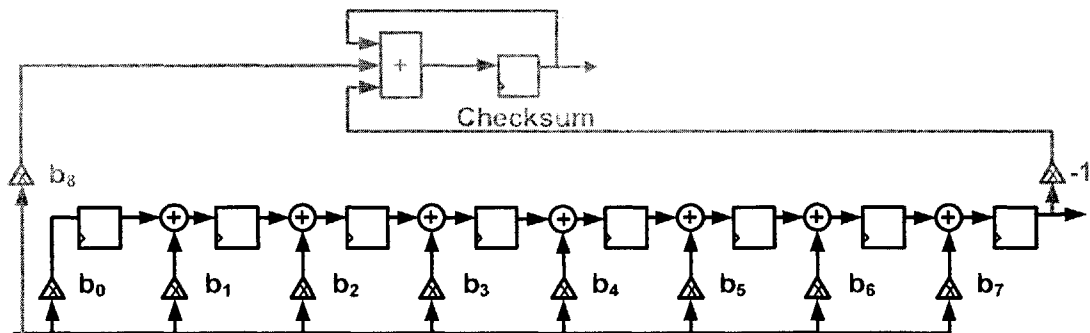 +
Checksum
b8
-1
+ + + + + + +
b0 b1 b2 b3 b4 b5 b6 b7